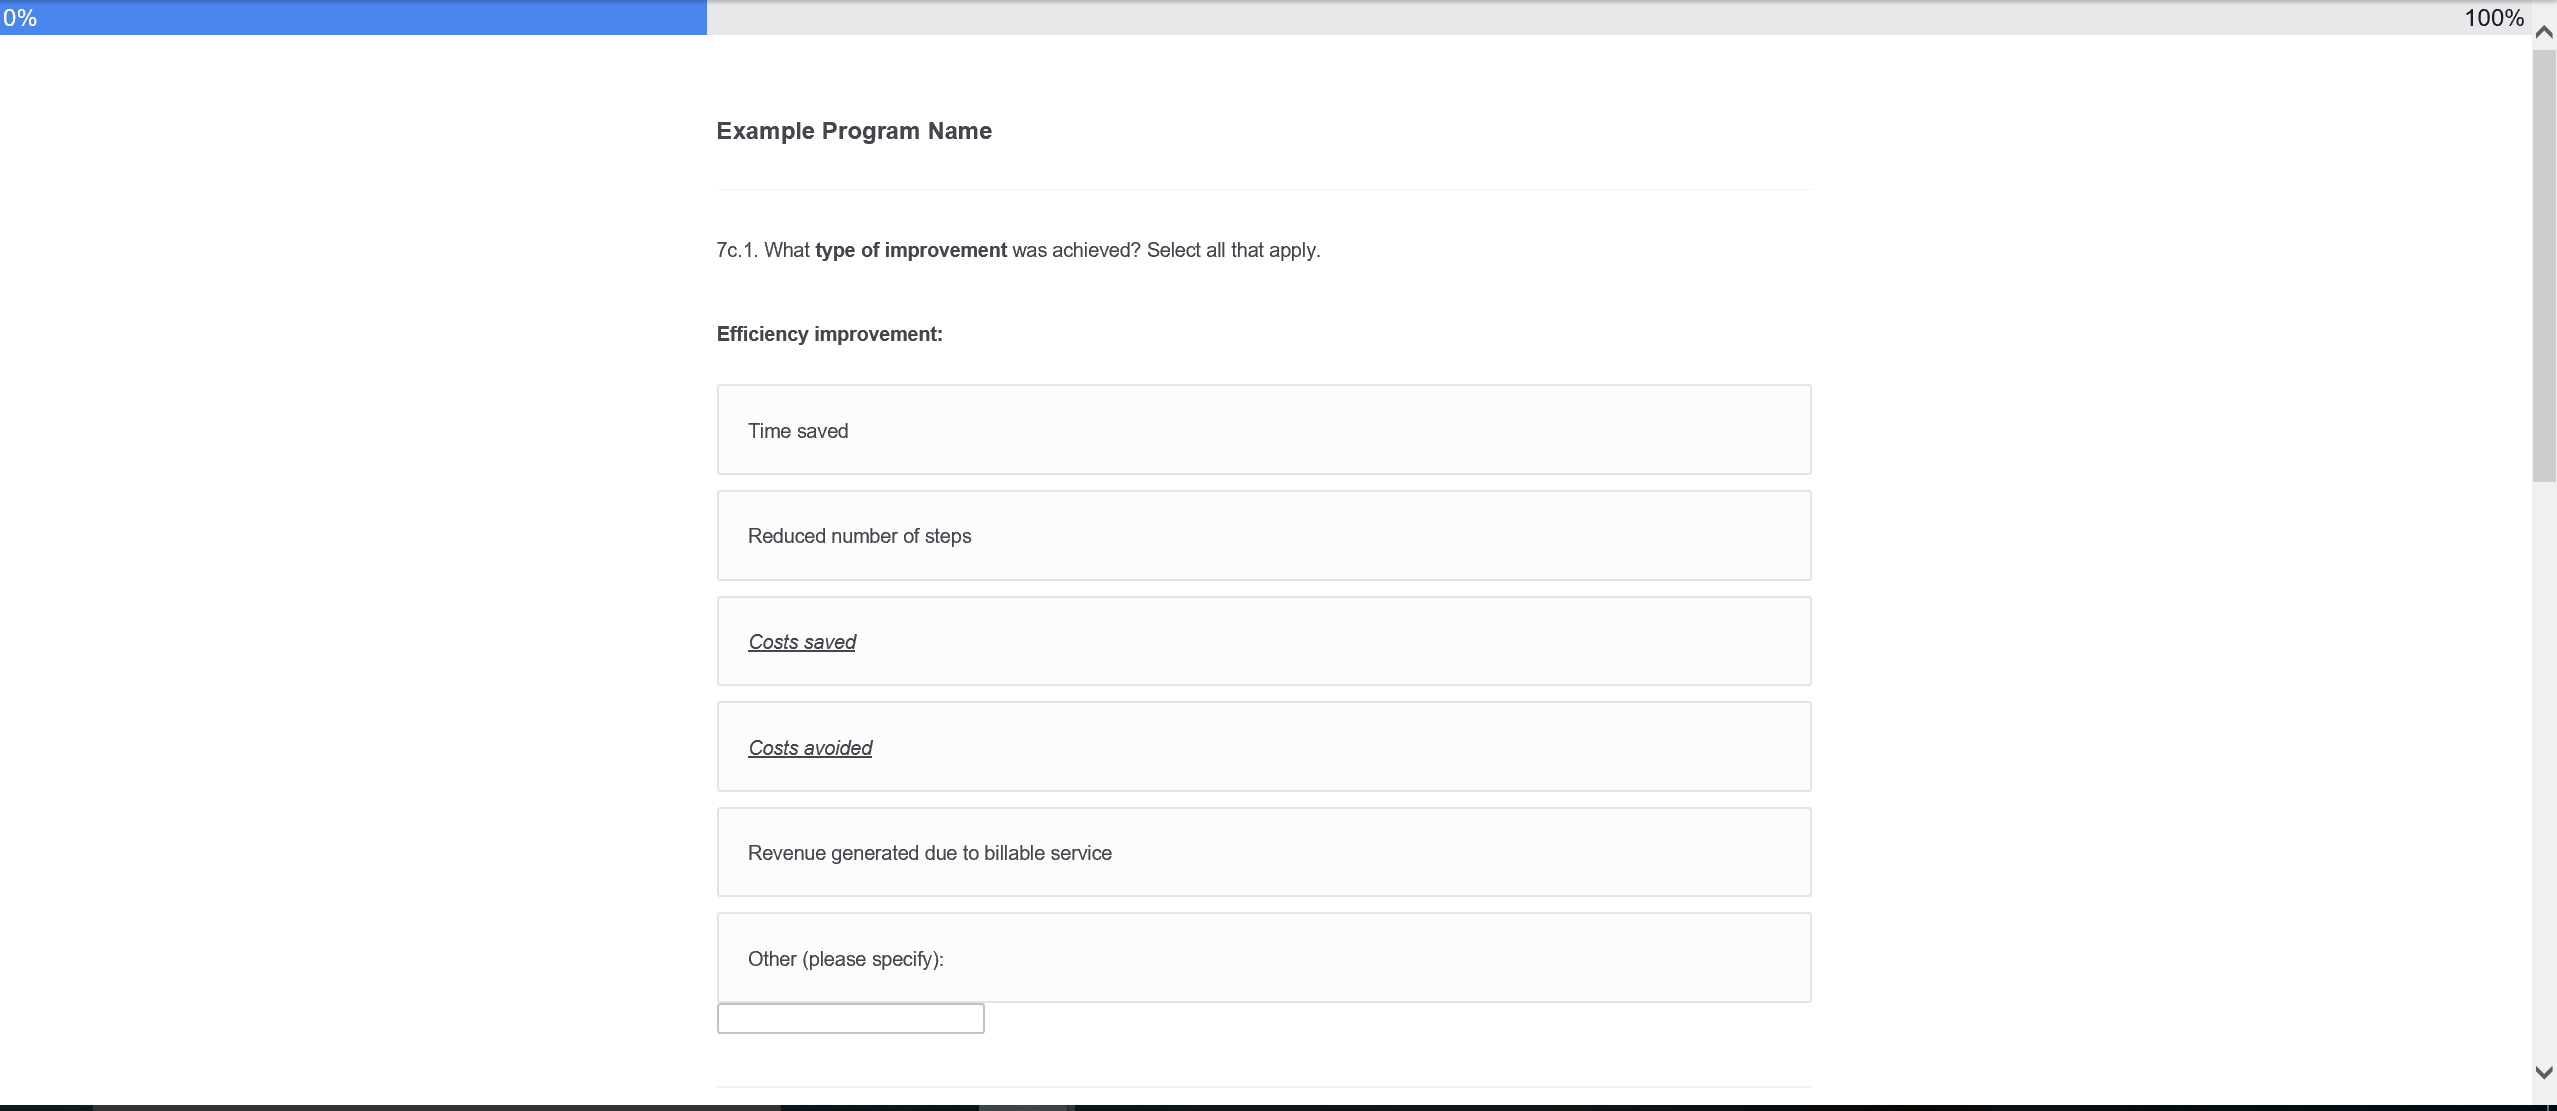 0% 100%
Example Program Name
7c.1. What type of improvement was achieved? Select all that apply.
Efficiency improvement:
Time saved
Reduced number of steps
Costs saved
Costs avoided
Revenue generated due to billable service
Other (please specify):